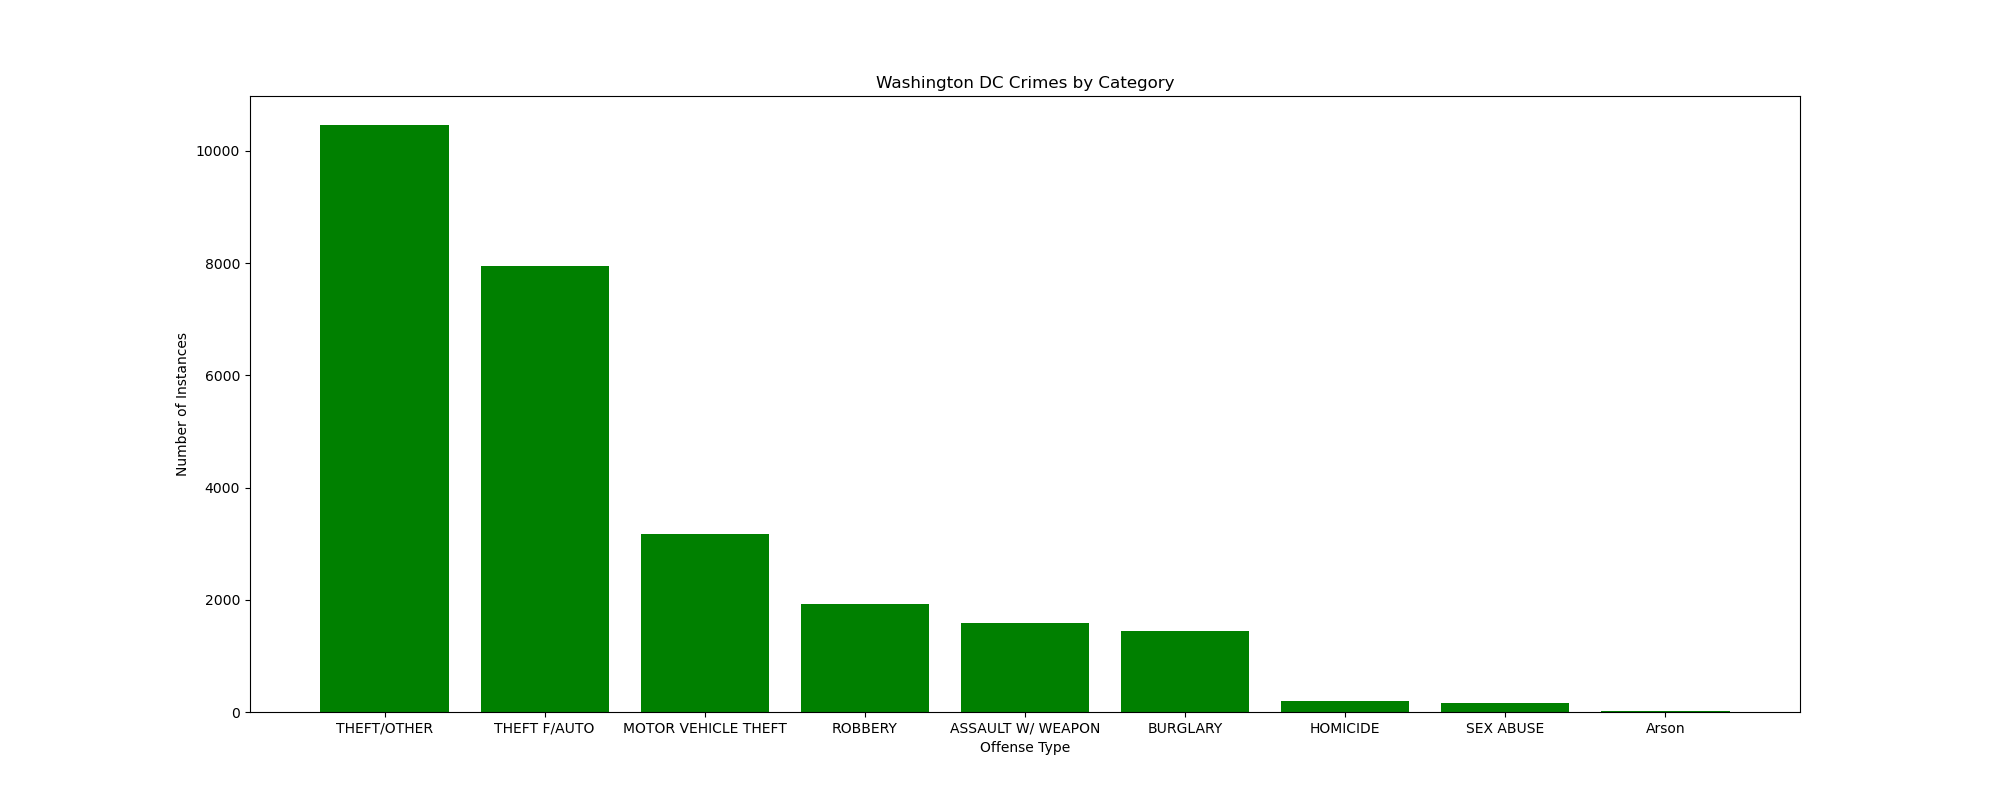 Washington DC Crimes by Category
10000
8000
6000
4000
2000
0
Number of Instances
THEFT/OTHER THEFT F/AUTO MOTOR VEHICLE THEFT ROBBERY ASSAULT W/ WEAPON BURGLARY HOMICIDE SEX ABUSE Arson
Offense Type